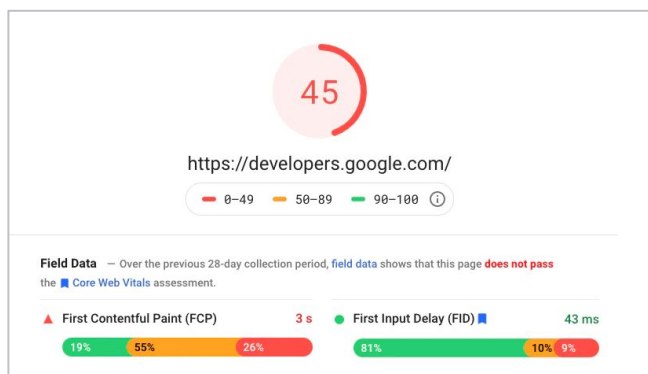 45
https://developers.google.com/
0–49 50–89 90–100
Field Data — Over the previous 28-day collection period, field data shows that this page does not pass
the Core Web Vitals assessment.
First Contentful Paint (FCP) 3 s
First Input Delay (FID) 43 ms
19% 55% 26%
81% 10% 9%